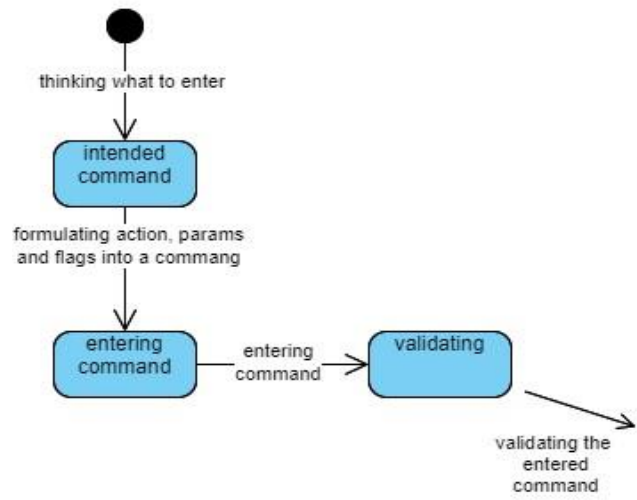 thinking what to enter
intended
command
formulating action, params
and flags into a commang
entering
command
entering
command
validating
validating the
entered
command